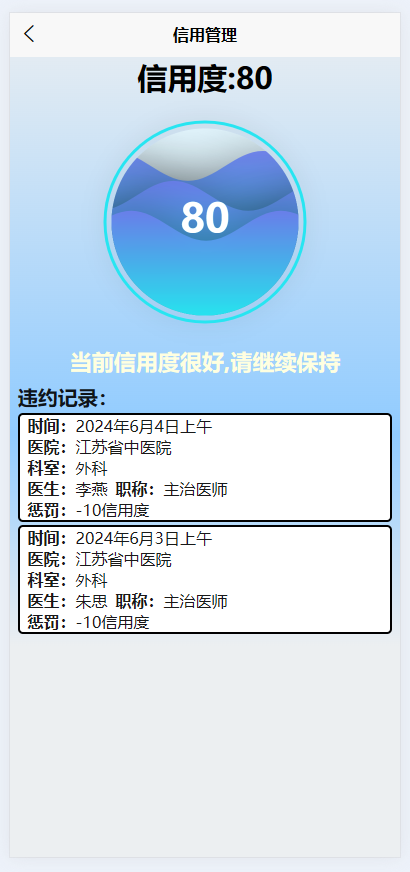 信用管理
信用度:80
80
当前信用度很好,请继续保持
违约记录：
时间：2024年6月4日上午
医院：江苏省中医院
科室：外科
医生：李燕 职称：主治医师
惩罚：-10信用度
时间：2024年6月3日上午
医院：江苏省中医院
科室：外科
医生：朱思 职称：主治医师
惩罚：-10信用度